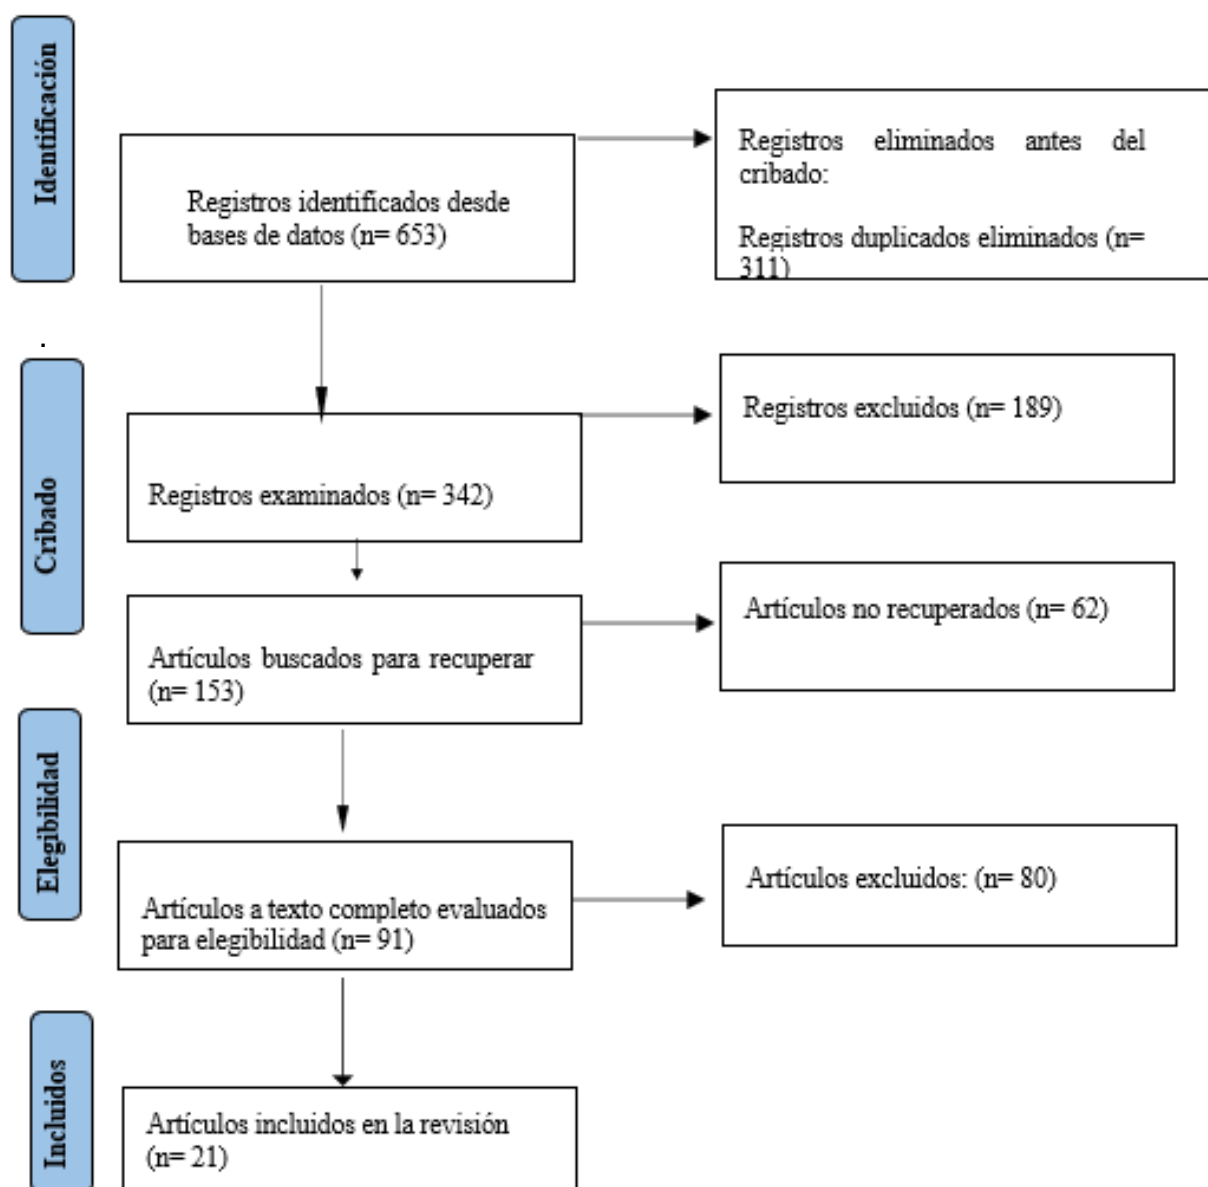 Identificación
Registros identificados desde
bases de datos (n= 653)
Registros eliminados antes del
cribado:
Registros duplicados eliminados (n=
311)
.
Cribado
Registros examinados (n= 342)
Registros excluidos (n= 189)
Artículos buscados para recuperar
(n= 153)
Artículos no recuperados (n= 62)
Elegibilidad
Artículos a texto completo evaluados
para elegibilidad (n= 91)
Artículos excluidos: (n= 80)
Incluidos
Artículos incluidos en la revisión
(n= 21)